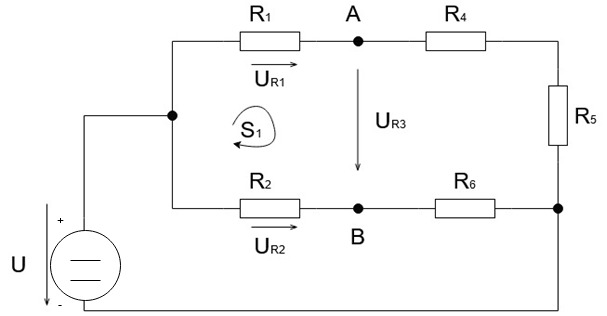 R1 A R4
UR1
S1 UR3 R5
R2 R6
UR2 B
+
U
-